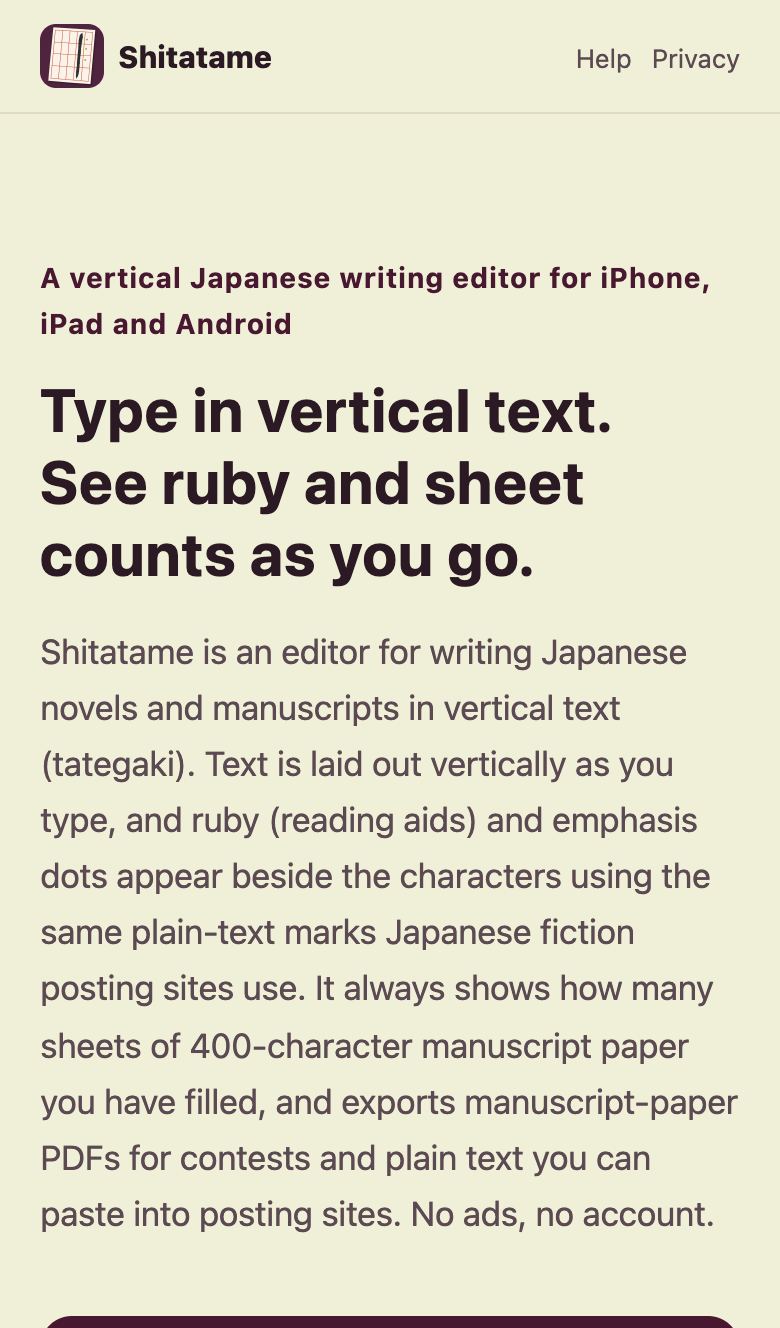 Shitatame
Help Privacy
A vertical Japanese writing editor for iPhone,
iPad and Android
Type in vertical text.
See ruby and sheet
counts as you go.
Shitatame is an editor for writing Japanese
novels and manuscripts in vertical text
(tategaki). Text is laid out vertically as you
type, and ruby (reading aids) and emphasis
dots appear beside the characters using the
same plain-text marks Japanese fiction
posting sites use. It always shows how many
sheets of 400-character manuscript paper
you have filled, and exports manuscript-paper
PDFs for contests and plain text you can
paste into posting sites. No ads, no account.